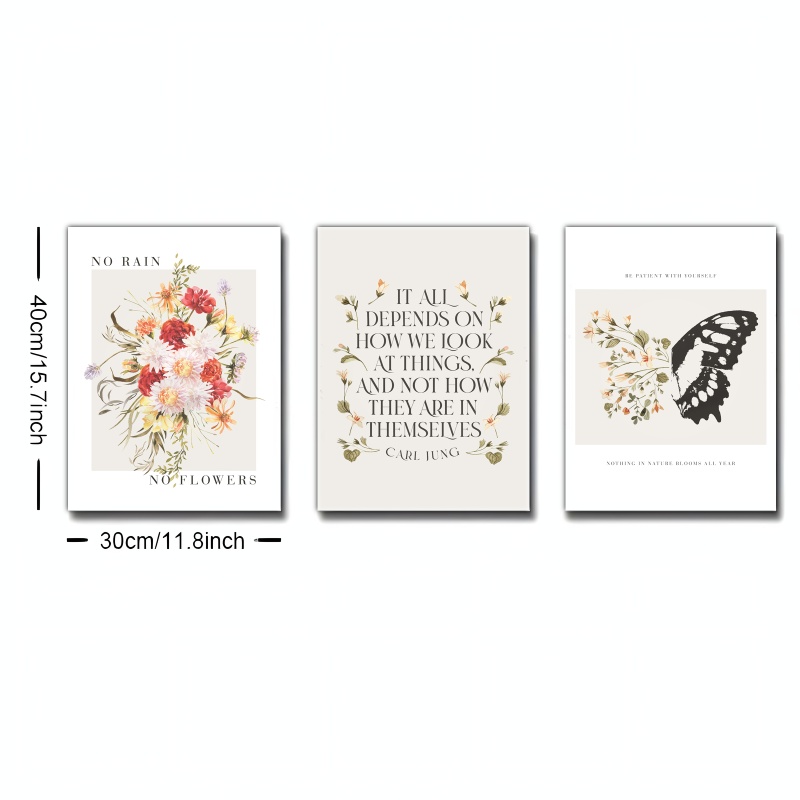 NO RAIN
NO FLOWERS
40cm/15.7inch
30cm/11.8inch
IT ALL
DEPENDS ON
HOW WE LOOK
AT THINGS,
AND NOT HOW
THEY ARE IN
THEMSELVES
CARL JUNG
BE PATIENT WITH YOURSELF
NOTHING IN NATURE BLOOMS ALL YEAR